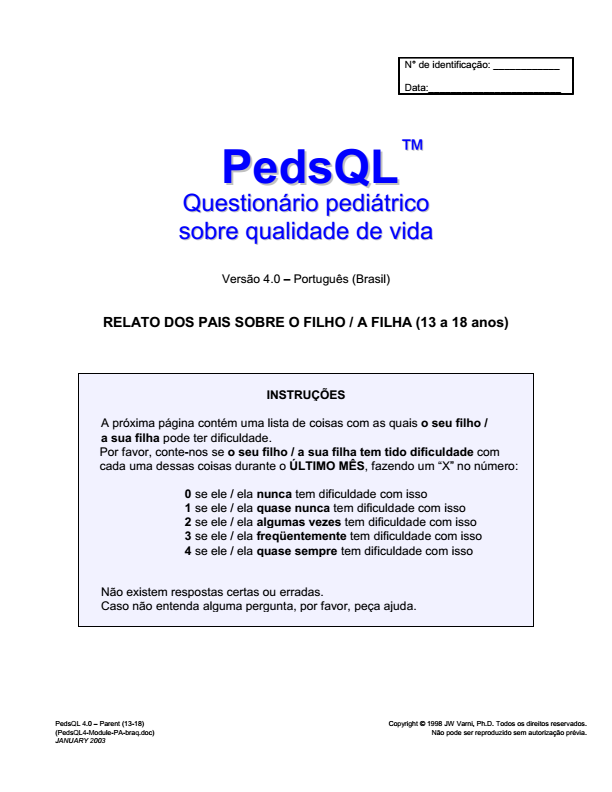 N° de identificação: ____________
Data:________________________
PedsQL™
Questionário pediátrico
sobre qualidade de vida
Versão 4.0 – Português (Brasil)
RELATO DOS PAIS SOBRE O FILHO / A FILHA (13 a 18 anos)
INSTRUÇÕES
A próxima página contém uma lista de coisas com as quais o seu filho /
a sua filha pode ter dificuldade.
Por favor, conte-nos se o seu filho / a sua filha tem tido dificuldade com
cada uma dessas coisas durante o ÚLTIMO MÊS, fazendo um “X” no número:
0 se ele / ela nunca tem dificuldade com isso
1 se ele / ela quase nunca tem dificuldade com isso
2 se ele / ela algumas vezes tem dificuldade com isso
3 se ele / ela freqüentemente tem dificuldade com isso
4 se ele / ela quase sempre tem dificuldade com isso
Não existem respostas certas ou erradas.
Caso não entenda alguma pergunta, por favor, peça ajuda.
PedsQL 4.0 – Parent (13-18)
(PedsQL4-Module-PA-braq.doc)
JANUARY 2003
Copyright © 1998 JW Varni, Ph.D. Todos os direitos reservados.
Não pode ser reproduzido sem autorização prévia.